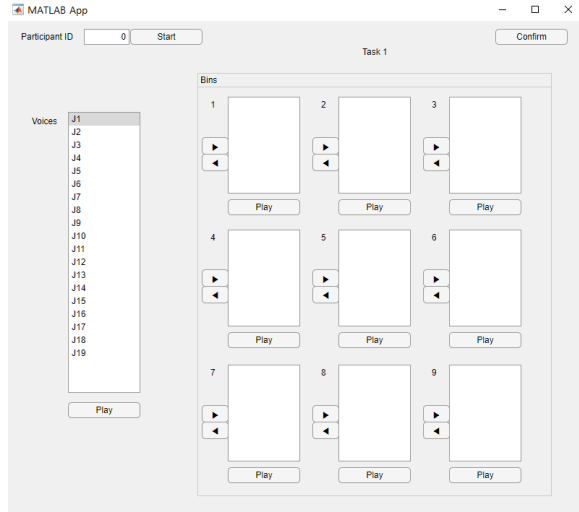 MATLAB App
Participant ID 0 Start Confirm
Task 1
Bins
Voices
J1
J2
J3
J4
J5
J6
J7
J8
J9
J10
J11
J12
J13
J14
J15
J16
J17
J18
J19
Play
1 2 3
Play Play Play
4 5 6
Play Play Play
7 8 9
Play Play Play